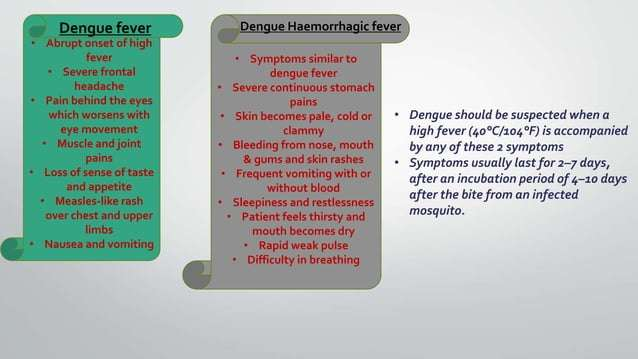 Dengue fever
• Abrupt onset of high
fever
• Severe frontal
headache
• Pain behind the eyes
which worsens with
eye movement
• Muscle and joint
pains
• Loss of sense of taste
and appetite
• Measles-like rash
over chest and upper
limbs
• Nausea and vomiting
Dengue Haemorrhagic fever
• Symptoms similar to
dengue fever
• Severe continuous stomach
pains
• Skin becomes pale, cold or
clammy
• Bleeding from nose, mouth
& gums and skin rashes
• Frequent vomiting with or
without blood
• Sleepiness and restlessness
• Patient feels thirsty and
mouth becomes dry
• Rapid weak pulse
• Difficulty in breathing
• Dengue should be suspected when a
high fever (40°C/104°F) is accompanied
by any of these 2 symptoms
• Symptoms usually last for 2–7 days,
after an incubation period of 4–10 days
after the bite from an infected
mosquito.